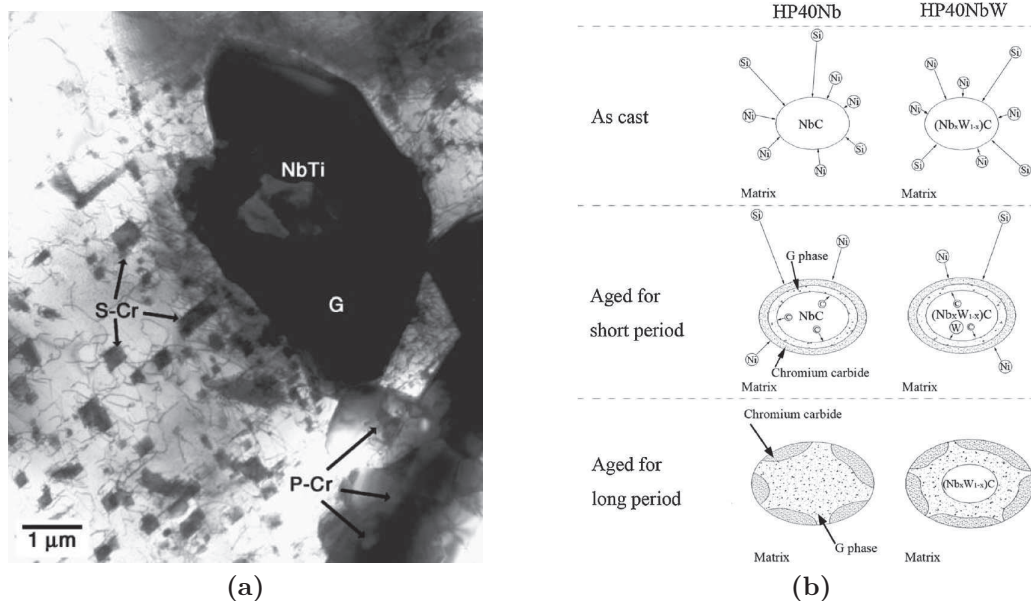 NbTi
G
S-Cr
P-Cr
1 μm
(a)
HP40Nb HP40NbW
As cast
Si
Si
Ni
Ni
Ni
Ni
Ni
Si
NbC
Matrix
Ni
Ni
Si
Ni
Ni
Ni
Si
Si
(NbxW1-x)C
Matrix
Aged for
short period
Si
Ni
G phase
C
C
C
NbC
Ni
Chromium carbide
Matrix
Si
Ni
C
(NbxW1-x)C
W
C
Ni
Matrix
Aged for
long period
Chromium carbide
G phase
Matrix
(NbxW1-x)C
Matrix
(b)